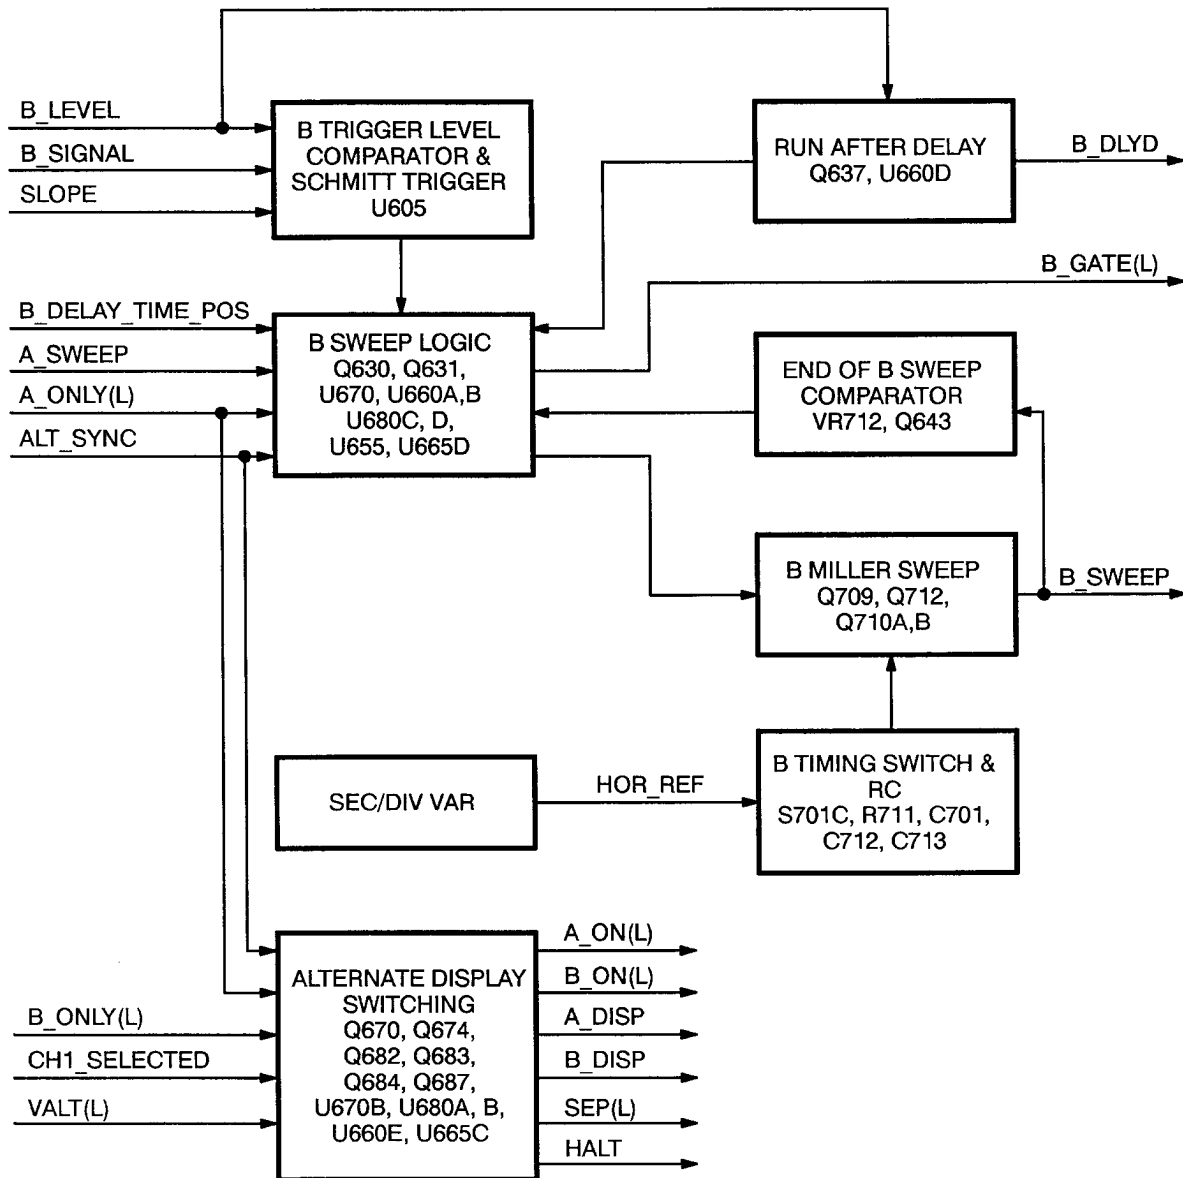 B_LEVEL
B_SIGNAL
SLOPE
B TRIGGER LEVEL
COMPARATOR &
SCHMITT TRIGGER
U605
RUN AFTER DELAY
Q637, U660D
B_DLYD
B_GATE(L)
B_DELAY_TIME_POS
A_SWEEP
A_ONLY(L)
ALT_SYNC
B SWEEP LOGIC
Q630, Q631,
U670, U660A,B
U680C, D,
U655, U665D
END OF B SWEEP
COMPARATOR
VR712, Q643
B MILLER SWEEP
Q709, Q712,
Q710A,B
B_SWEEP
SEC/DIV VAR
HOR_REF
B TIMING SWITCH &
RC
S701C, R711, C701,
C712, C713
B_ONLY(L)
CH1_SELECTED
VALT(L)
ALTERNATE DISPLAY
SWITCHING
Q670, Q674,
Q682, Q683,
Q684, Q687,
U670B, U680A, B,
U660E, U665C
A_ON(L)
B_ON(L)
A_DISP
B_DISP
SEP(L)
HALT